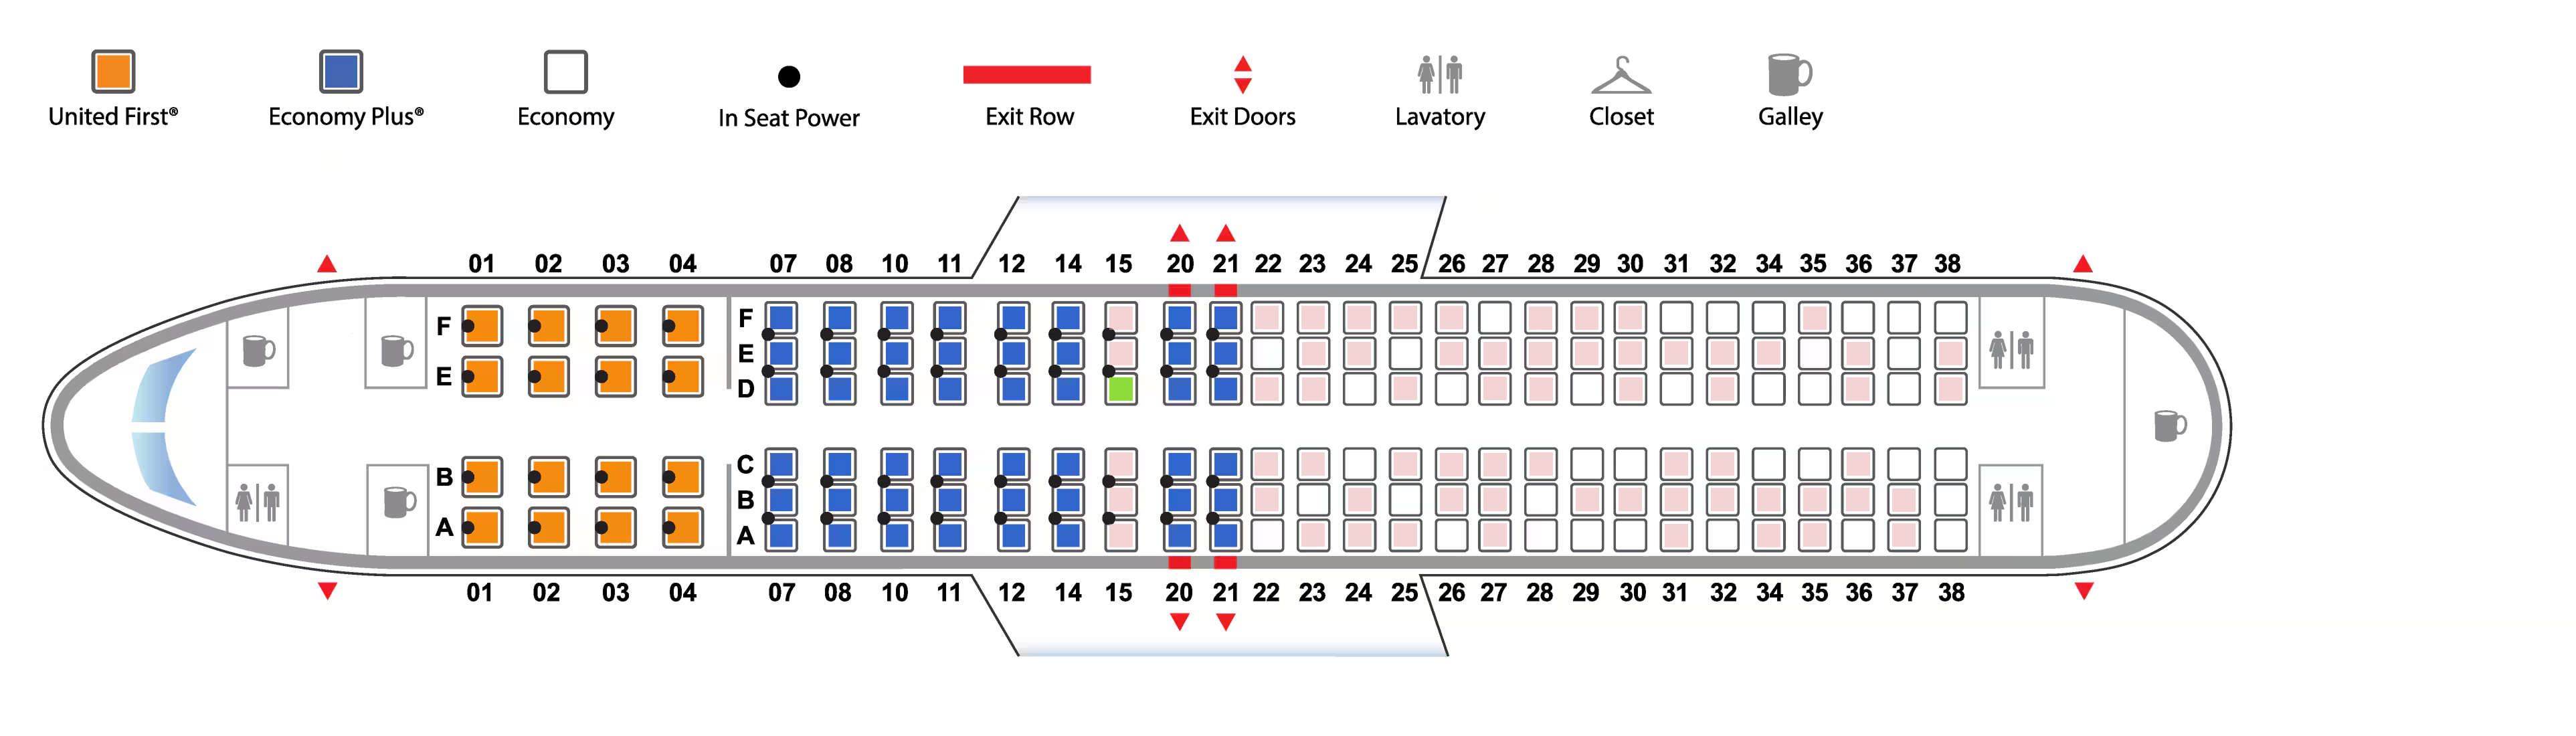 United First®
Economy Plus®
Economy
In Seat Power
Exit Row
Exit Doors
Lavatory
Closet
Galley
01 02 03 04 07 08 10 11 12 14 15 20 21 22 23 24 25 26 27 28 29 30 31 32 34 35 36 37 38
F F
E E
D
B C
A B
A
01 02 03 04 07 08 10 11 12 14 15 20 21 22 23 24 25 26 27 28 29 30 31 32 34 35 36 37 38